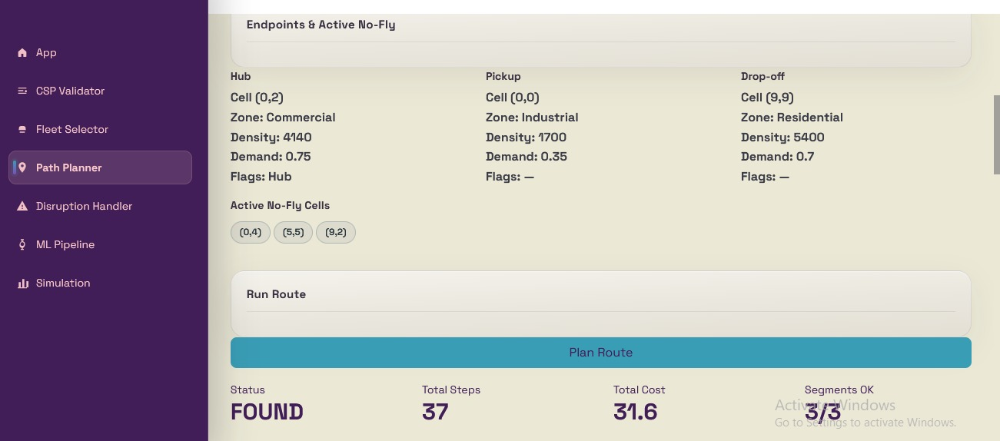 App
CSP Validator
Fleet Selector
Path Planner
Disruption Handler
ML Pipeline
Simulation
Endpoints & Active No-Fly
Hub
Cell (0,2)
Zone: Commercial
Density: 4140
Demand: 0.75
Flags: Hub
Pickup
Cell (0,0)
Zone: Industrial
Density: 1700
Demand: 0.35
Flags: —
Drop-off
Cell (9,9)
Zone: Residential
Density: 5400
Demand: 0.7
Flags: —
Active No-Fly Cells
(0,4) (5,5) (9,2)
Run Route
Plan Route
Status
FOUND
Total Steps
37
Total Cost
31.6
Segments OK
3/3
Activate Windows
Go to Settings to activate Windows.